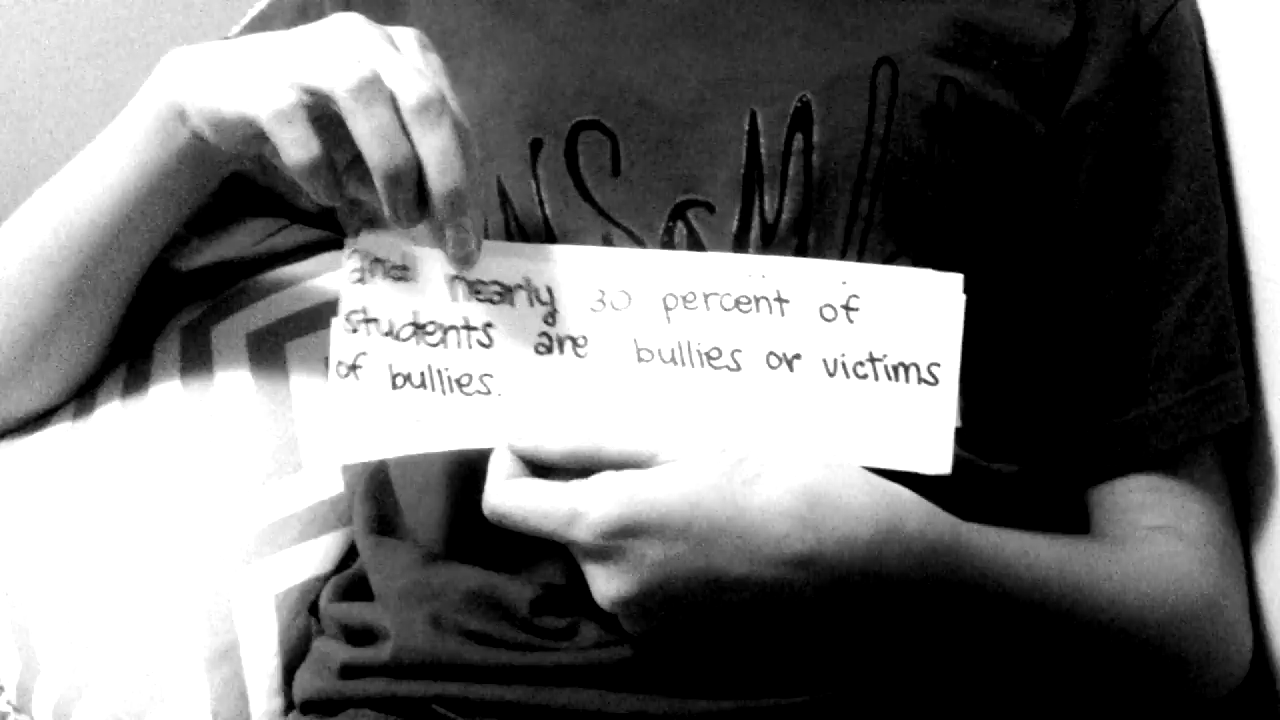 and nearly 30 percent of
students are bullies or victims
of bullies.